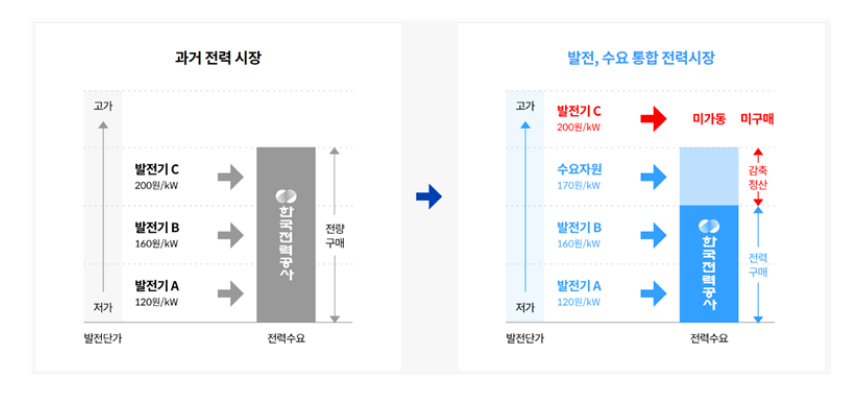 과거 전력 시장
고가
발전기 C
200원/kW
발전기 B
160원/kW
발전기 A
120원/kW
저가
한국전력공사
전량
구매
발전단가
전력수요
발전, 수요 통합 전력시장
고가
발전기 C
200원/kW
미가동
미구매
수요자원
170원/kW
감축
정산
발전기 B
160원/kW
발전기 A
120원/kW
저가
한국전력공사
전력
구매
발전단가
전력수요